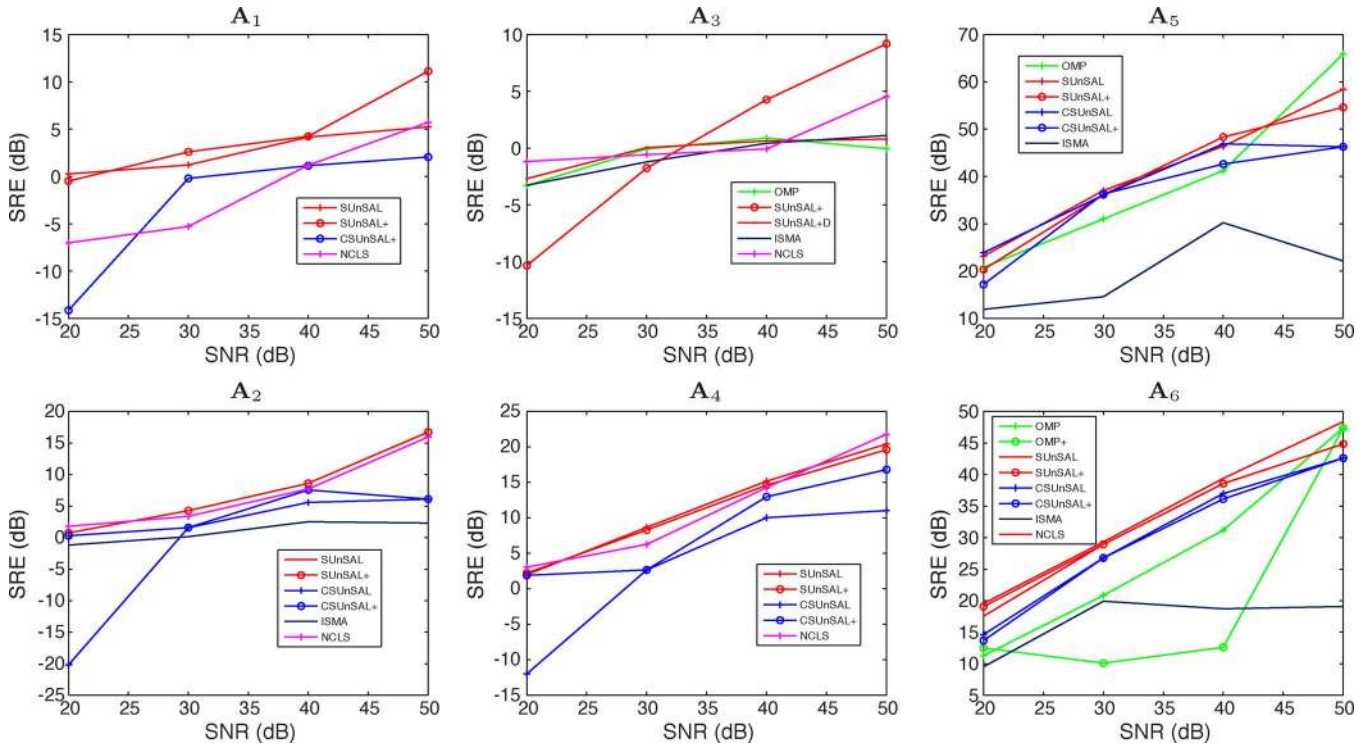 A1
15
10
5
0
-5
-10
-15
SRE (dB)
20 25 30 35 40 45 50
SNR (dB)
SUnSAL
SUnSAL+
CSUnSAL+
NCLS
A3
10
5
0
-5
-10
-15
SRE (dB)
20 25 30 35 40 45 50
SNR (dB)
OMP
SUnSAL+
SUnSAL+D
ISMA
NCLS
A5
70
60
50
40
30
20
10
SRE (dB)
20 25 30 35 40 45 50
SNR (dB)
OMP
SUnSAL
SUnSAL+
CSUnSAL
CSUnSAL+
ISMA
A2
20
15
10
5
0
-5
-10
-15
-20
-25
SRE (dB)
20 25 30 35 40 45 50
SNR (dB)
SUnSAL
SUnSAL+
CSUnSAL
CSUnSAL+
ISMA
NCLS
A4
25
20
15
10
5
0
-5
-10
-15
SRE (dB)
20 25 30 35 40 45 50
SNR (dB)
SUnSAL
SUnSAL+
CSUnSAL
CSUnSAL+
NCLS
A6
50
45
40
35
30
25
20
15
10
5
SRE (dB)
20 25 30 35 40 45 50
SNR (dB)
OMP
OMP+
SUnSAL
SUnSAL+
CSUnSAL
CSUnSAL+
ISMA
NCLS